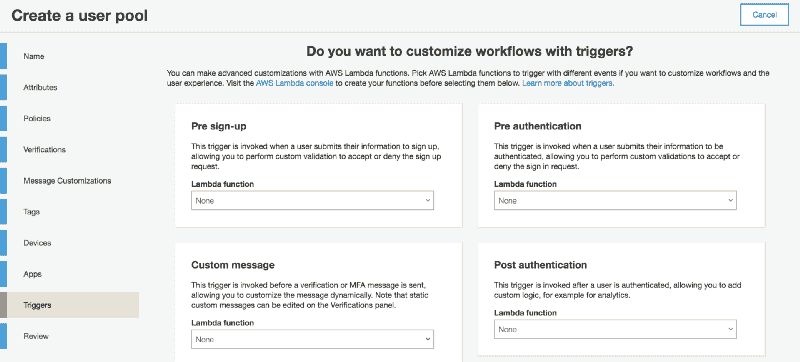 Create a user pool
Cancel
Name
Attributes
Policies
Verifications
Message Customizations
Tags
Devices
Apps
Triggers
Review
Do you want to customize workflows with triggers?
You can make advanced customizations with AWS Lambda functions. Pick AWS Lambda functions to trigger with different events if you want to customize workflows and the
user experience. Visit the AWS Lambda console to create your functions before selecting them below. Learn more about triggers.
Pre sign-up
This trigger is invoked when a user submits their information to sign up,
allowing you to perform custom validation to accept or deny the sign up
request.
Lambda function
None
Pre authentication
This trigger is invoked when a user submits their information to be
authenticated, allowing you to perform custom validations to accept or
deny the sign in request.
Lambda function
None
Custom message
This trigger is invoked before a verification or MFA message is sent,
allowing you to customize the message dynamically. Note that static
custom messages can be edited on the Verifications panel.
Lambda function
None
Post authentication
This trigger is invoked after a user is authenticated, allowing you to add
custom logic, for example for analytics.
Lambda function
None